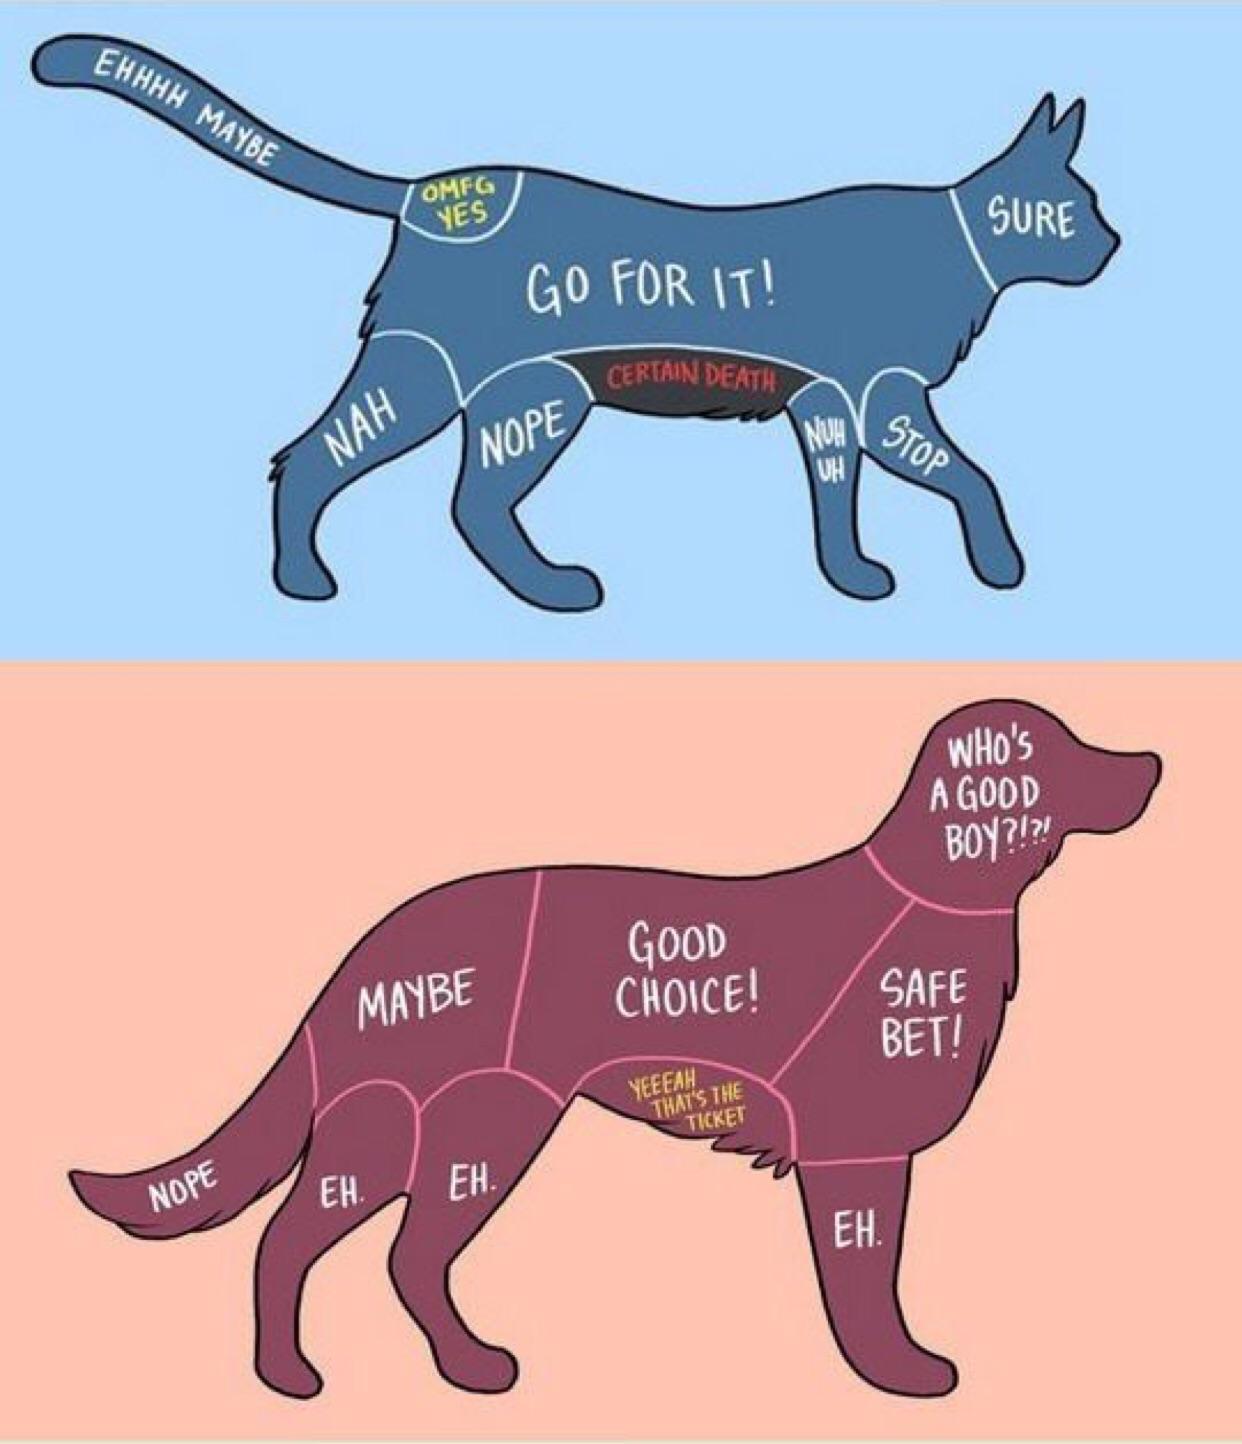 EHHHH MAYBE
OMFG
YES
GO FOR IT!
SURE
CERTAIN DEATH
NAH
NOPE
NUH
UH
STOP
WHO'S
A GOOD
BOY?!?!
GOOD
CHOICE!
MAYBE
SAFE
BET!
YEEEAH
THAT'S THE
TICKET
NOPE
EH.
EH.
EH.